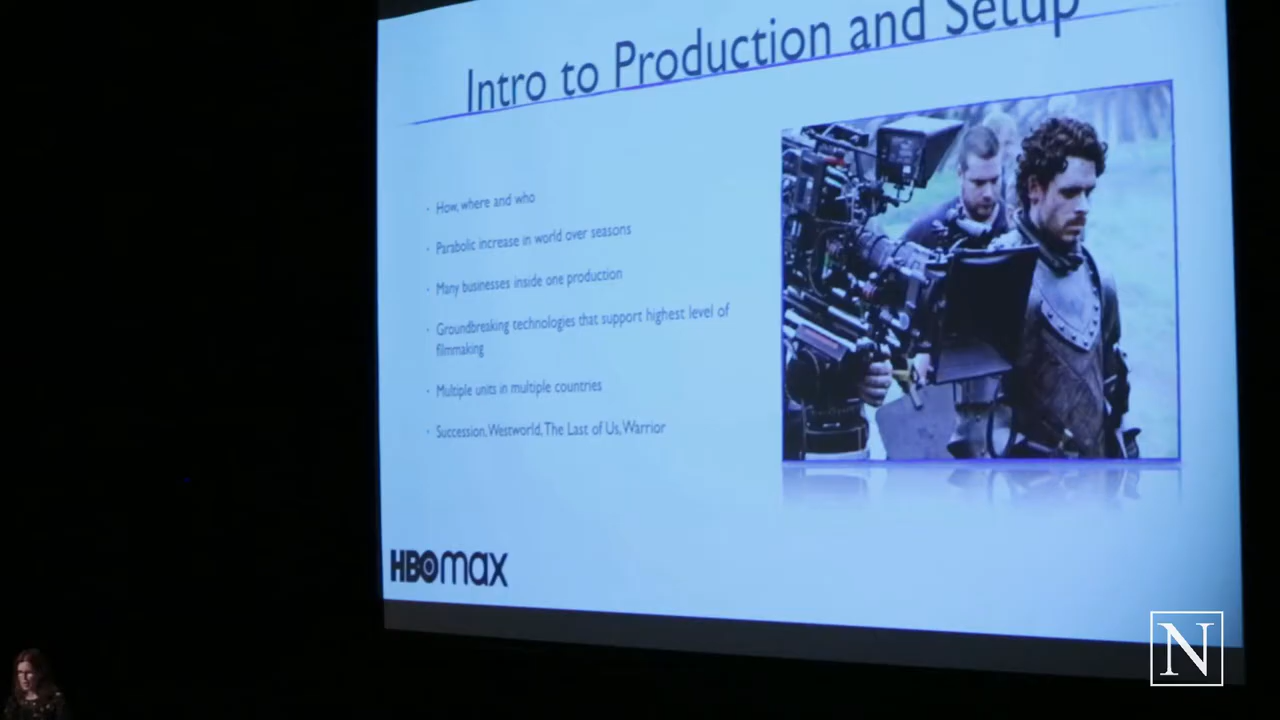 Intro to Production and Setup
· How, where and who
· Parabolic increase in world over seasons
· Many businesses inside one production
· Groundbreaking technologies that support highest level of
filmmaking
· Multiple units in multiple countries
· Succession, Westworld, The Last of Us, Warrior
HBOmax
N